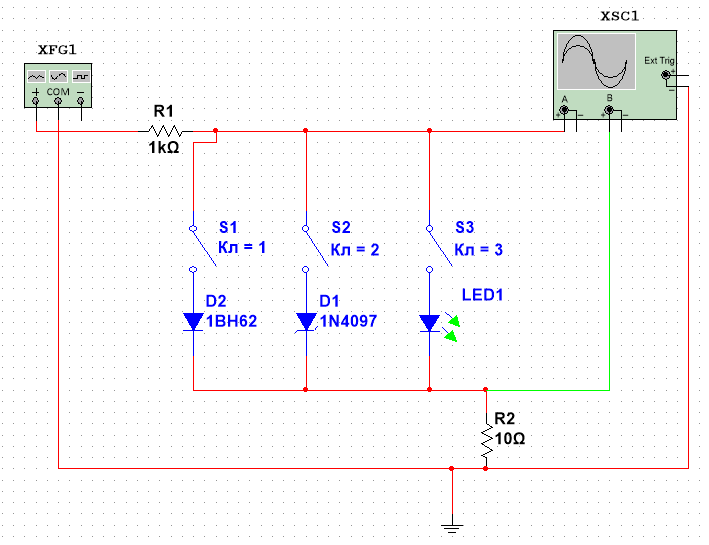 XSC1
XFG1
Ext Trig
+
−
+ COM −
A B
+ − + −
R1
1kΩ
S1
Кл = 1
S2
Кл = 2
S3
Кл = 3
D2
1BH62
D1
1N4097
LED1
R2
10Ω